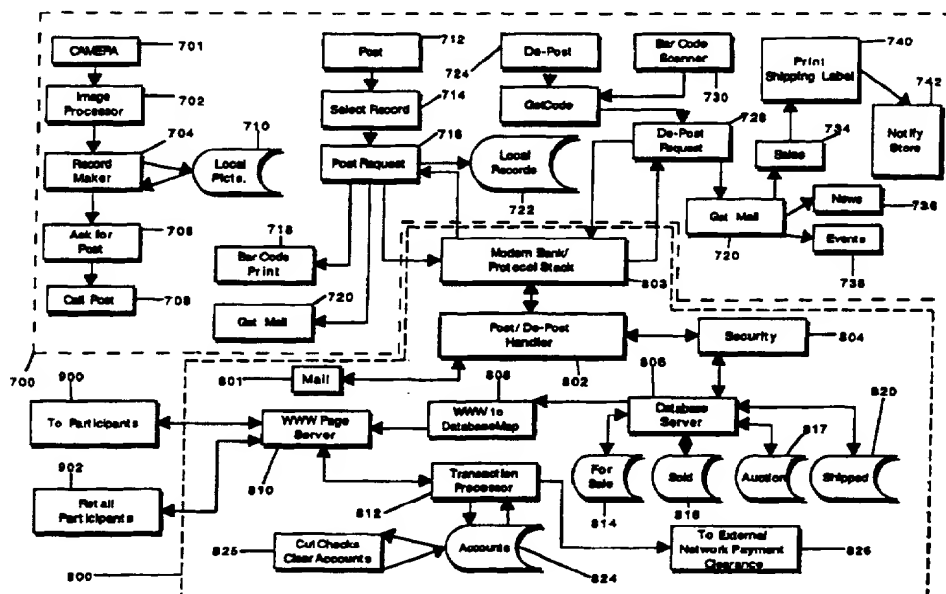 CAMERA
701
Image
Processor
702
Record
Maker
704
710
Local
Picts.
Ask for
Post
706
Call Post
708
Post
712
Select Record
714
Post Request
716
Local
Records
722
Bar Code
Print
718
Get Mail
720
De-Post
724
GetCode
Bar Code
Scanner
730
De-Post
Request
728
Get Mail
720
Sales
734
Print
Shipping Label
740
Notify
Store
742
News
736
Events
738
700
Modem Bank/
Protocol Stack
803
Post/De-Post
Handler
802
Security
804
Mail
801
WWW to
DatabaseMap
808
Database
Server
806
For
Sale
814
Sold
816
Auction
817
Shipped
820
WWW Page
Server
810
To Participants
900
Retail
Participants
902
Transaction
Processor
812
Accounts
824
Cut Checks
Clear Accounts
825
To External
Network Payment
Clearance
826
800